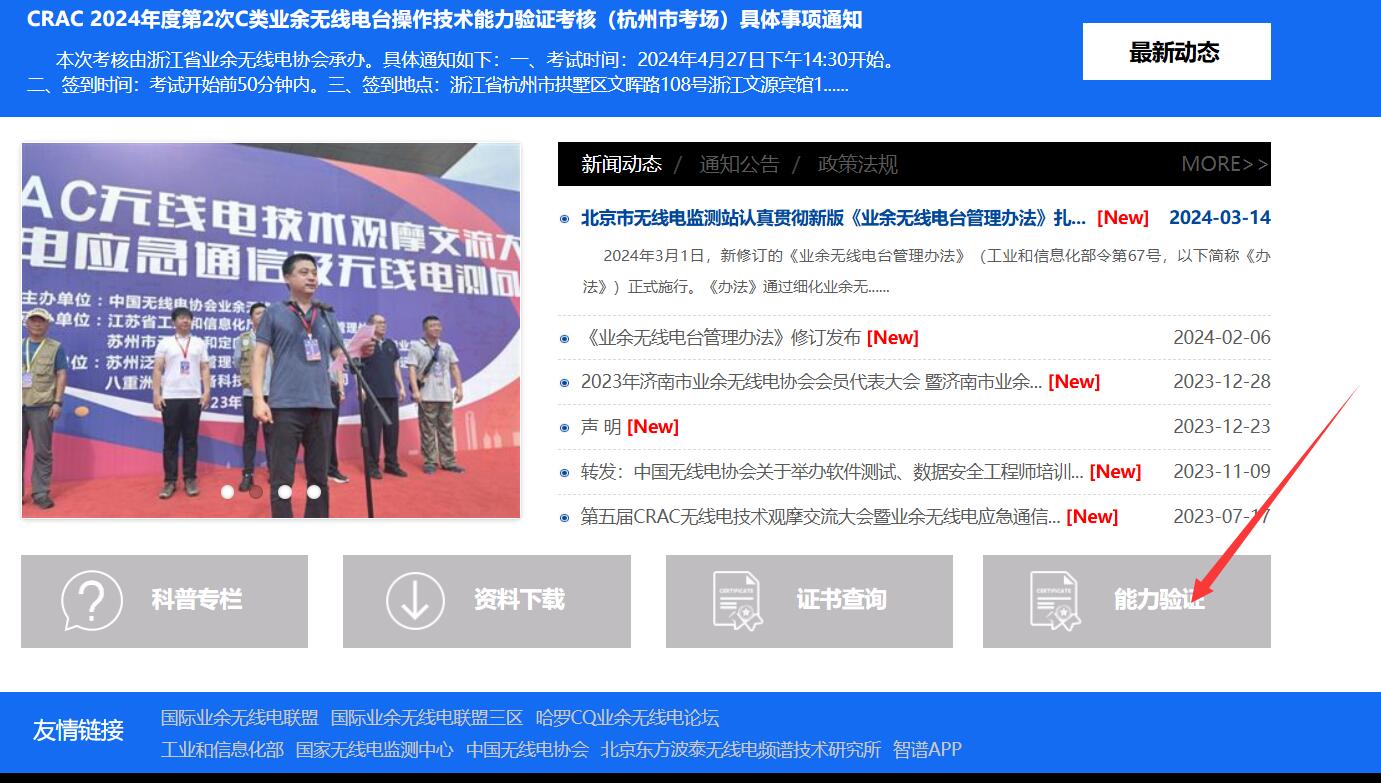 CRAC 2024年度第2次C类业余无线电台操作技术能力验证考核（杭州市考场）具体事项通知
本次考核由浙江省业余无线电协会承办。具体通知如下：一、考试时间：2024年4月27日下午14:30开始。
二、签到时间：考试开始前50分钟内。三、签到地点：浙江省杭州市拱墅区文晖路108号浙江文源宾馆1......
最新动态
AC无线电技术观摩交流大
电应急通信及无线电测向
主办单位：中国无线电协会业余无
办单位：江苏省工业和信息化
苏州市
八重洲
23年
新闻动态 / 通知公告 / 政策法规 MORE>>
北京市无线电监测站认真贯彻新版《业余无线电台管理办法》扎... [New] 2024-03-14
2024年3月1日，新修订的《业余无线电台管理办法》（工业和信息化部令第67号，以下简称《办
法》）正式施行。《办法》通过细化业余无......
《业余无线电台管理办法》修订发布 [New] 2024-02-06
2023年济南市业余无线电协会会员代表大会 暨济南市业余... [New] 2023-12-28
声 明 [New] 2023-12-23
转发：中国无线电协会关于举办软件测试、数据安全工程师培训... [New] 2023-11-09
第五届CRAC无线电技术观摩交流大会暨业余无线电应急通信... [New] 2023-07-17
科普专栏
资料下载
CERTIFICATE 证书查询
CERTIFICATE 能力验证
友情链接
国际业余无线电联盟 国际业余无线电联盟三区 哈罗CQ业余无线电论坛
工业和信息化部 国家无线电监测中心 中国无线电协会 北京东方波泰无线电频谱技术研究所 智谱APP